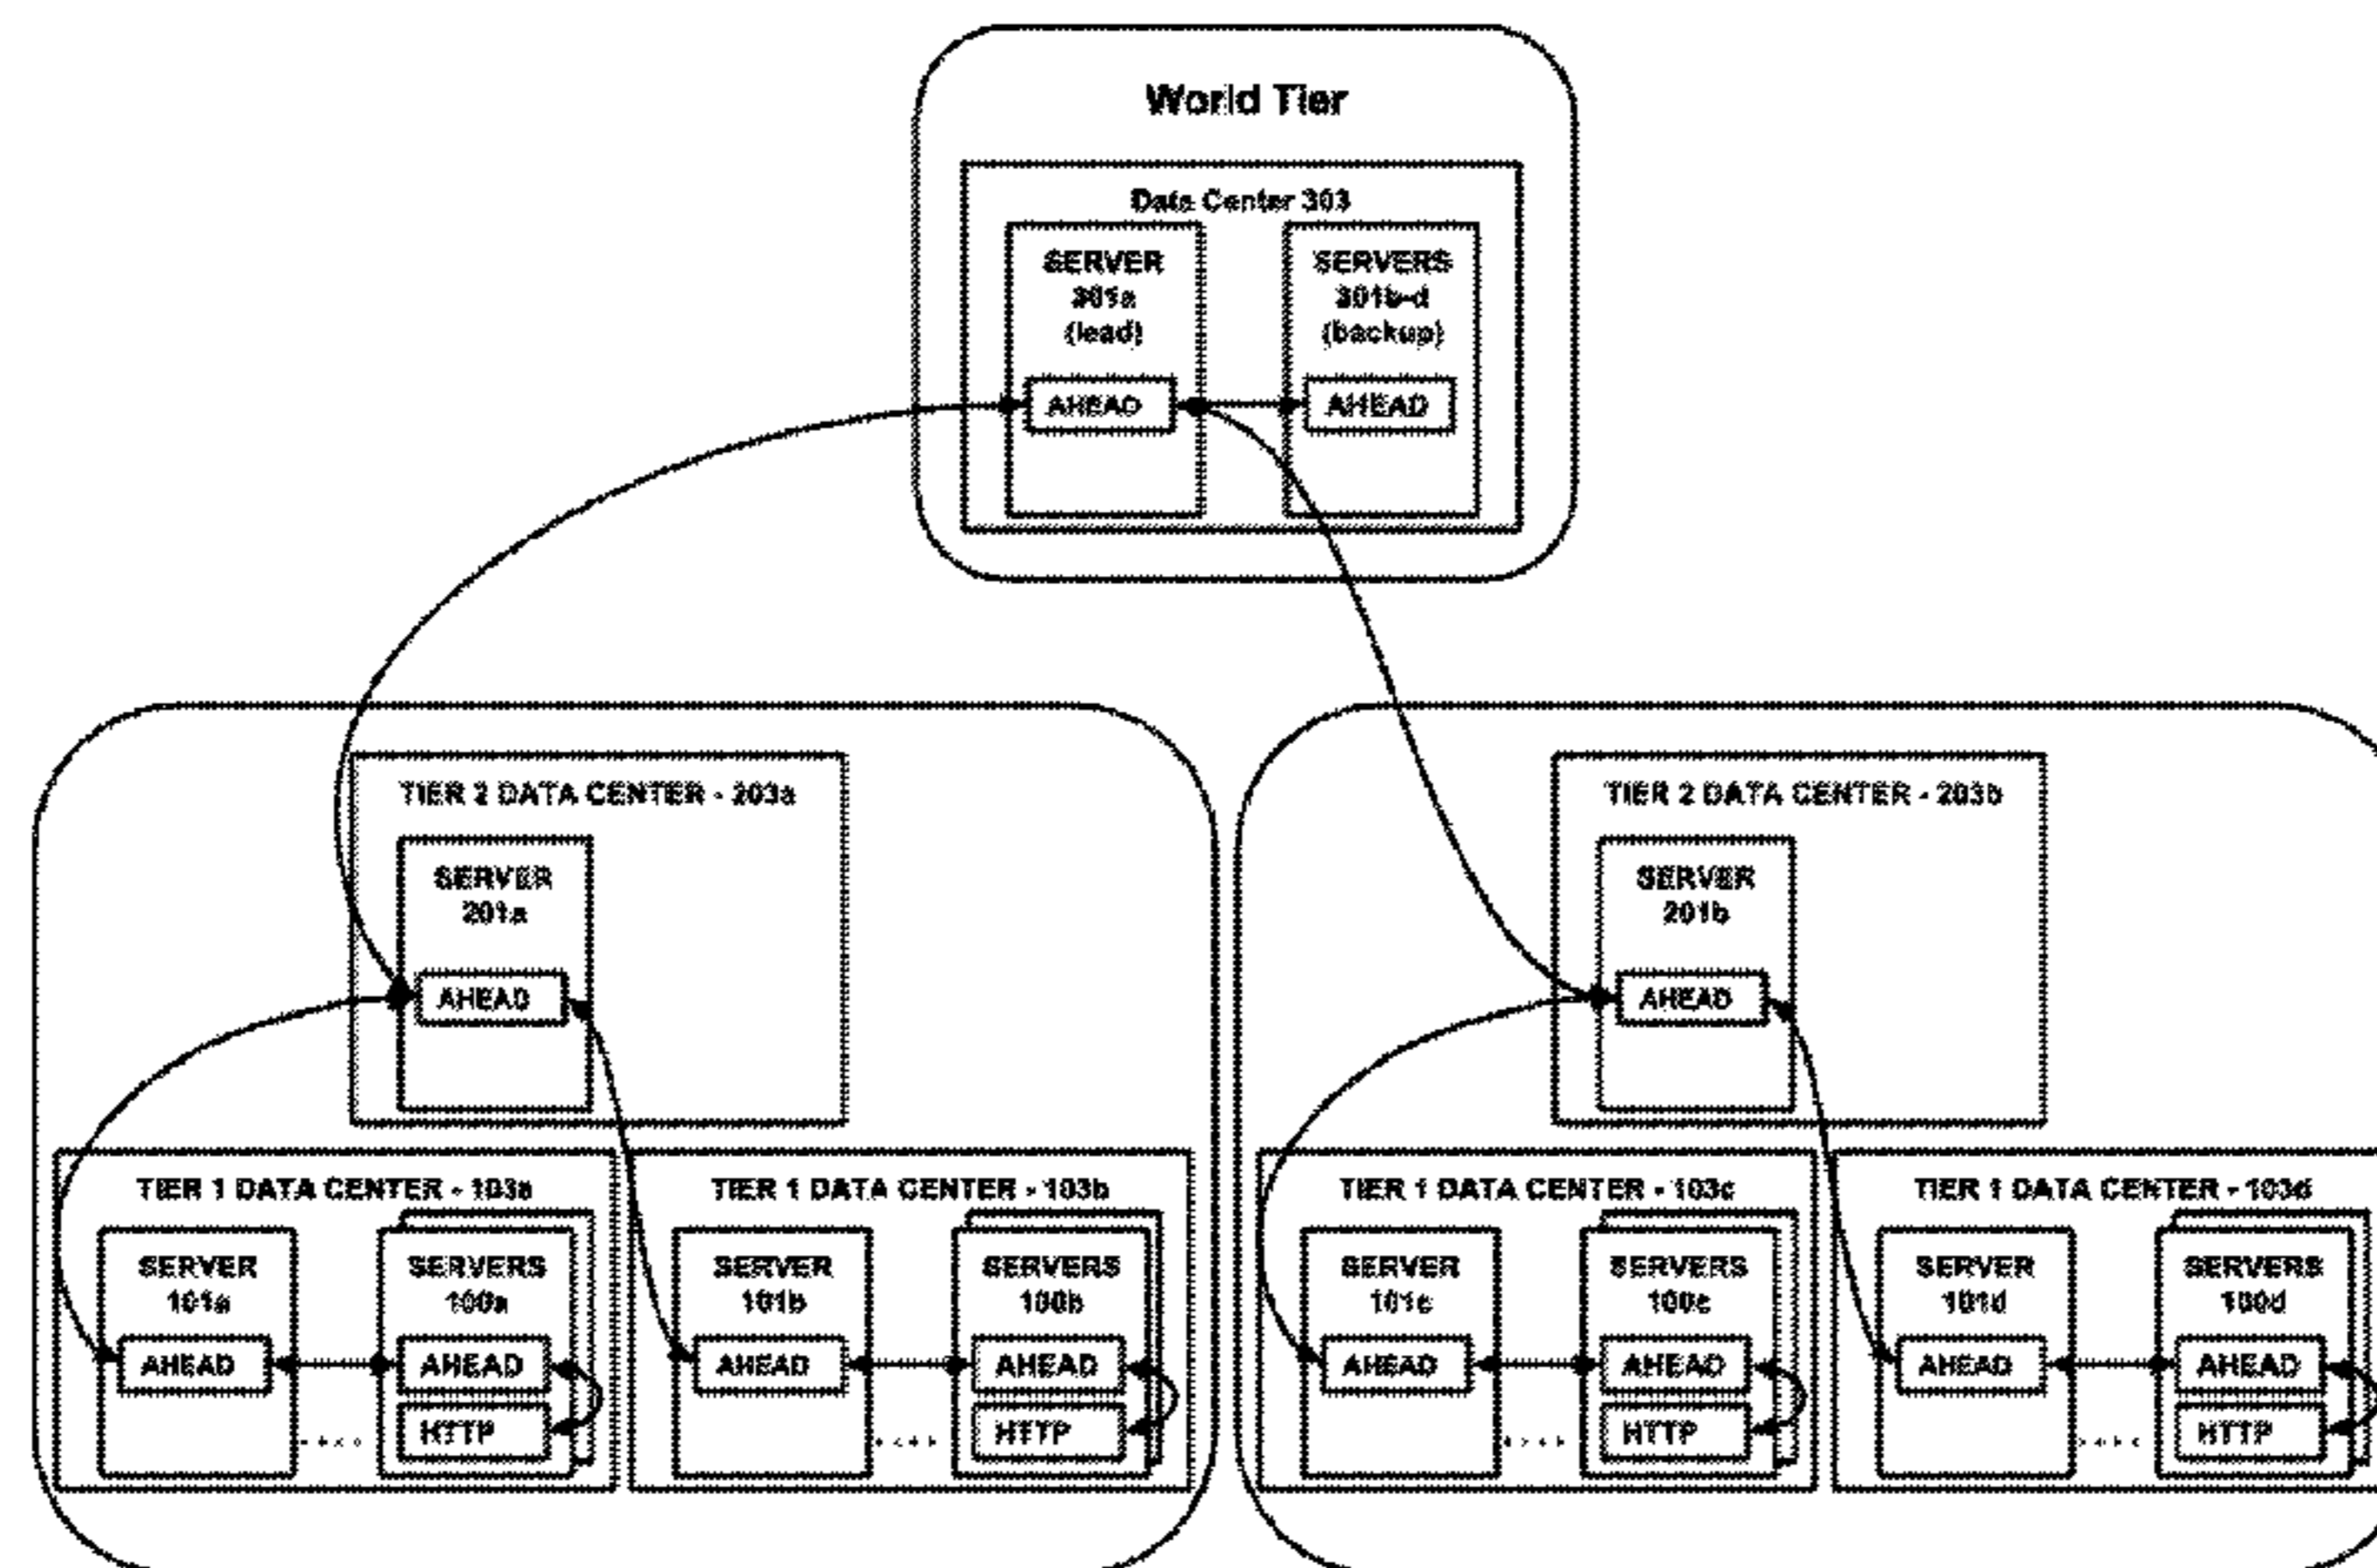 World Tier
Data Center 303
SERVER
301a
(lead)
AHEAD
SERVERS
301b-d
(backup)
AHEAD
TIER 2 DATA CENTER - 203a
SERVER
201a
AHEAD
TIER 1 DATA CENTER - 103a
SERVER
101a
AHEAD
SERVERS
100a
AHEAD
HTTP
TIER 1 DATA CENTER - 103b
SERVER
101b
AHEAD
SERVERS
100b
AHEAD
HTTP
TIER 2 DATA CENTER - 203b
SERVER
201b
AHEAD
TIER 1 DATA CENTER - 103c
SERVER
101c
AHEAD
SERVERS
100c
AHEAD
HTTP
TIER 1 DATA CENTER - 103d
SERVER
101d
AHEAD
SERVERS
100d
AHEAD
HTTP